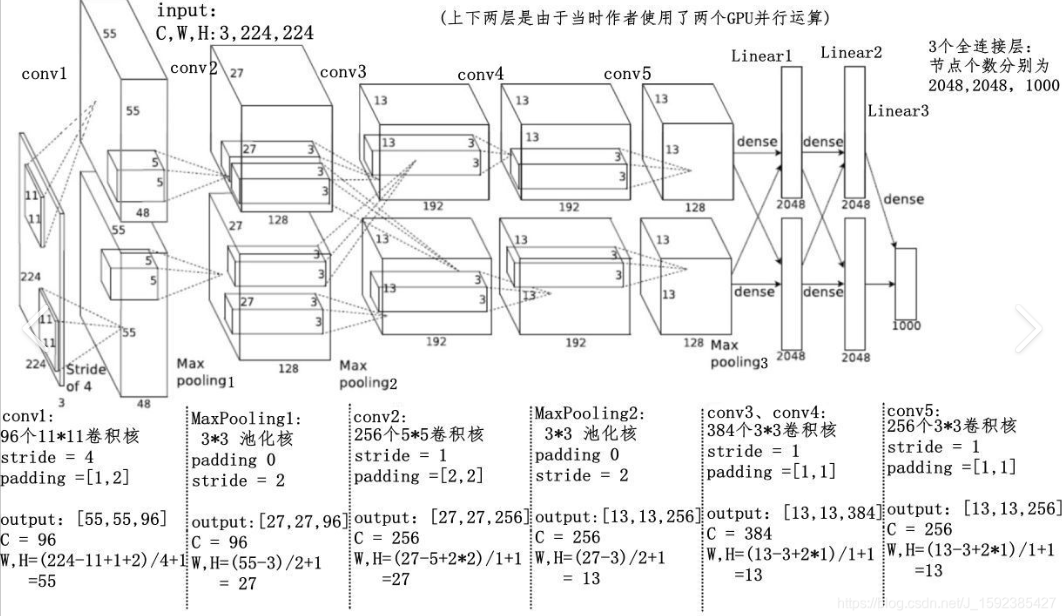 input:
C,W,H:3,224,224
(上下两层是由于当时作者使用了两个GPU并行运算)
conv1
conv2
conv3
conv4
conv5
Linear1
Linear2
Linear3
3个全连接层:
节点个数分别为
2048,2048, 1000
55
55
5
5
48
11
11
224
55
5
5
55
11
11
224
3
48
Stride
of 4
27
27
3
3
3
3
128
27
3
3
27
3
3
128
Max
pooling1
Max
pooling2
13
13
3
3
192
13
13
3
3
192
13
13
3
3
192
13
13
3
3
192
13
13
128
13
13
128
Max
pooling3
dense
dense
dense
dense
dense
2048
2048
2048
2048
1000
conv1:
96个11*11卷积核
stride = 4
padding =[1,2]
output: [55,55,96]
C = 96
W,H=(224-11+1+2)/4+1
=55
MaxPooling1:
3*3 池化核
padding 0
stride = 2
output:[27,27,96]
C = 96
W,H=(55-3)/2+1
= 27
conv2:
256个5*5卷积核
stride = 1
padding =[2,2]
output: [27,27,256]
C = 256
W,H=(27-5+2*2)/1+1
=27
MaxPooling2:
3*3 池化核
padding 0
stride = 2
output:[13,13,256]
C = 256
W,H=(27-3)/2+1
= 13
conv3、conv4:
384个3*3卷积核
stride = 1
padding =[1,1]
output: [13,13,384]
C = 384
W,H=(13-3+2*1)/1+1
=13
conv5:
256个3*3卷积核
stride = 1
padding =[1,1]
output: [13,13,256]
C = 256
W,H=(13-3+2*1)/1+1
=13
https://blog.csdn.net/J_1592385427